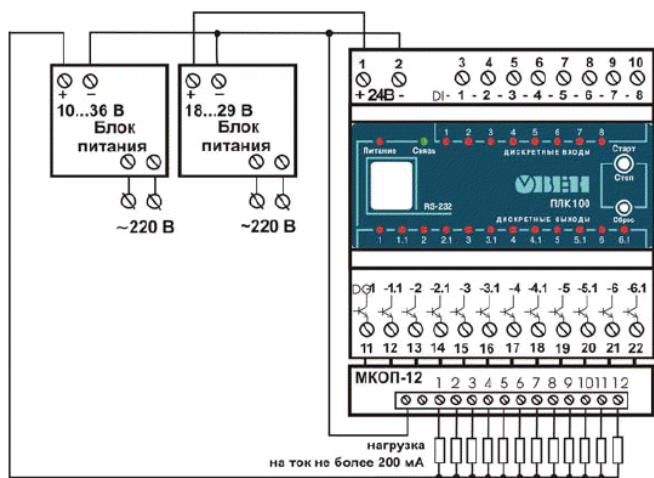 + −
10...36 В
Блок
питания
~220 В
+ −
18...29 В
Блок
питания
~220 В
1 2 3 4 5 6 7 8 9 10
+ 24В - DI- 1 - 2 - 3 - 4 - 5 - 6 - 7 - 8
1 2 3 4 5 6 7 8
Питание Связь ДИСКРЕТНЫЕ ВХОДЫ Старт
Стоп
ОВЕН
ПЛК100
RS-232
ДИСКРЕТНЫЕ ВЫХОДЫ Сброс
1 1.1 2 2.1 3 3.1 4 4.1 5 5.1 6 6.1
DO-1 -1.1 -2 -2.1 -3 -3.1 -4 -4.1 -5 -5.1 -6 -6.1
11 12 13 14 15 16 17 18 19 20 21 22
МКОП-12 1 2 3 4 5 6 7 8 9 10 11 12
нагрузка
на ток не более 200 мА